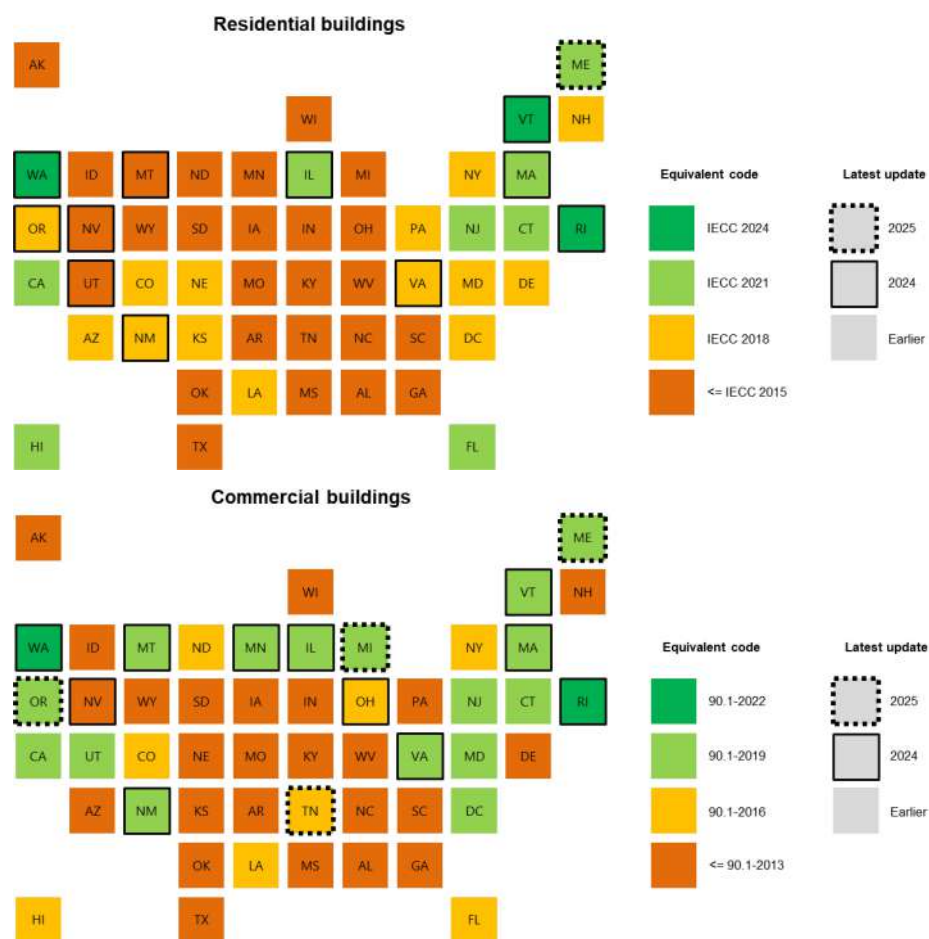 Residential buildings
AK ME
WI VT NH
WA ID MT ND MN IL MI NY MA
Equivalent code Latest update
OR NV WY SD IA IN OH PA NJ CT RI
IECC 2024 2025
CA UT CO NE MO KY WV VA MD DE
IECC 2021 2024
AZ NM KS AR TN NC SC DC
IECC 2018 Earlier
OK LA MS AL GA
<= IECC 2015
HI TX FL
Commercial buildings
AK ME
WI VT NH
WA ID MT ND MN IL MI NY MA
Equivalent code Latest update
OR NV WY SD IA IN OH PA NJ CT RI
90.1-2022 2025
CA UT CO NE MO KY WV VA MD DE
90.1-2019 2024
AZ NM KS AR TN NC SC DC
90.1-2016 Earlier
OK LA MS AL GA
<= 90.1-2013
HI TX FL